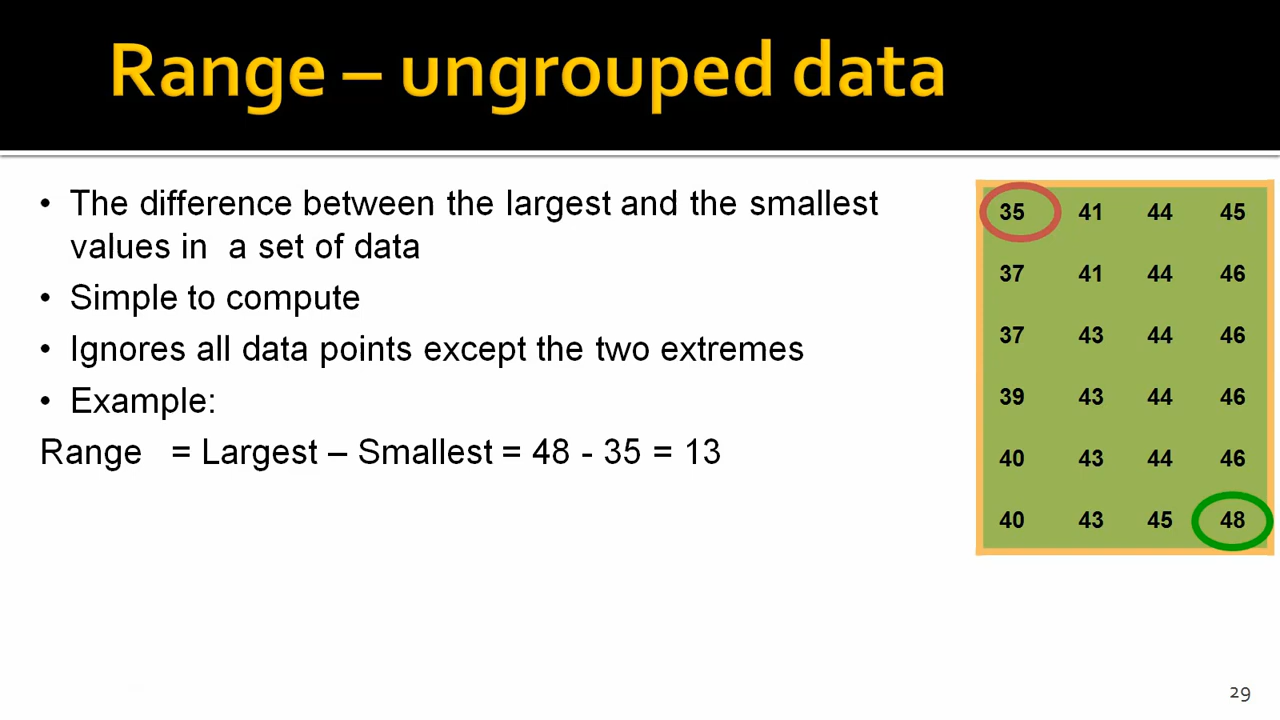 Range – ungrouped data
• The difference between the largest and the smallest
values in a set of data
• Simple to compute
• Ignores all data points except the two extremes
• Example:
Range = Largest – Smallest = 48 - 35 = 13
35 41 44 45
37 41 44 46
37 43 44 46
39 43 44 46
40 43 44 46
40 43 45 48
29